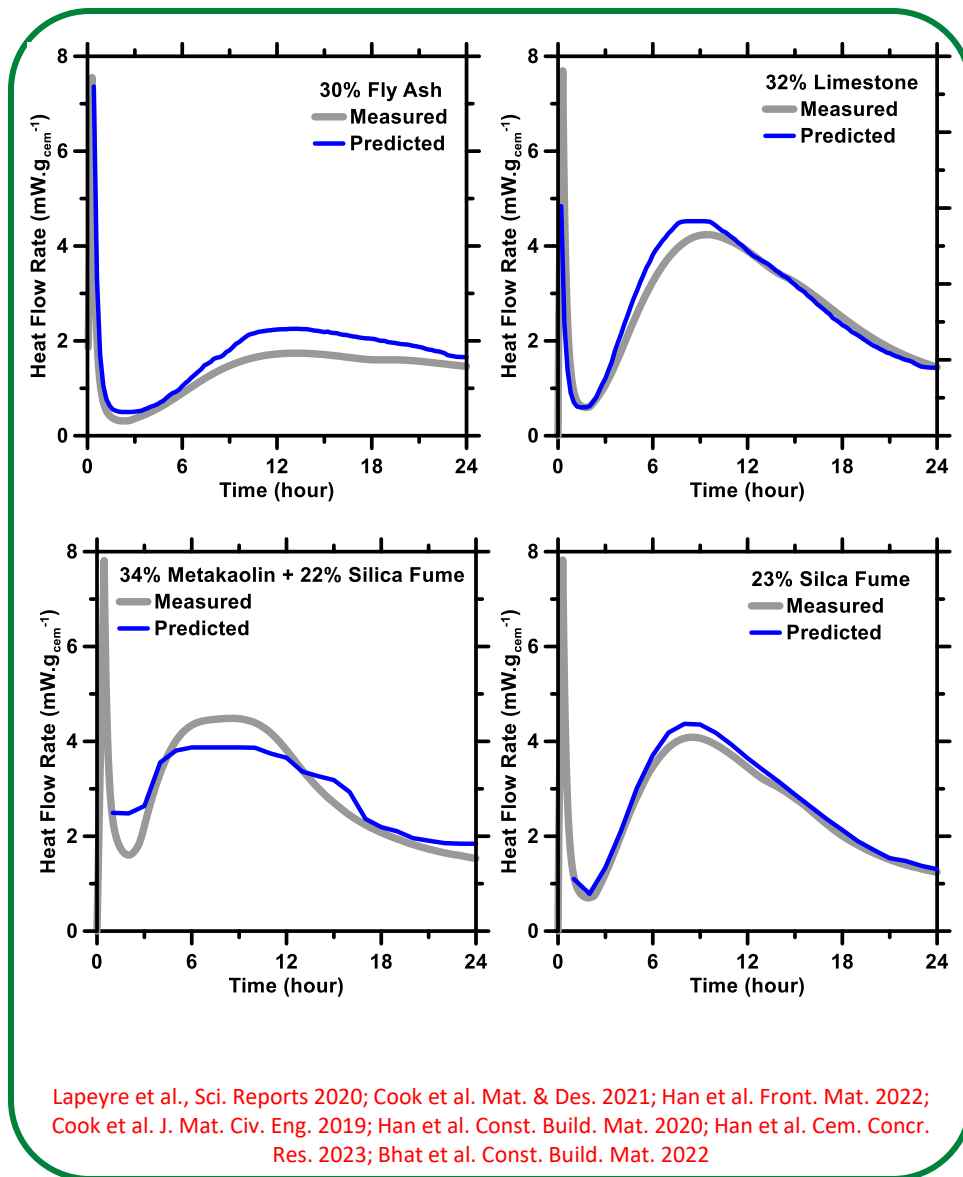 8
30% Fly Ash
Measured
Predicted
6
4
2
0
Heat Flow Rate (mW.gcem-1)
0 6 12 18 24
Time (hour)
8
32% Limestone
Measured
Predicted
6
4
2
0
Heat Flow Rate (mW.gcem-1)
0 6 12 18 24
Time (hour)
8
34% Metakaolin + 22% Silica Fume
Measured
Predicted
6
4
2
0
Heat Flow Rate (mW.gcem-1)
0 6 12 18 24
Time (hour)
8
23% Silca Fume
Measured
Predicted
6
4
2
0
Heat Flow Rate (mW.gcem-1)
0 6 12 18 24
Time (hour)
Lapeyre et al., Sci. Reports 2020; Cook et al. Mat. & Des. 2021; Han et al. Front. Mat. 2022;
Cook et al. J. Mat. Civ. Eng. 2019; Han et al. Const. Build. Mat. 2020; Han et al. Cem. Concr.
Res. 2023; Bhat et al. Const. Build. Mat. 2022